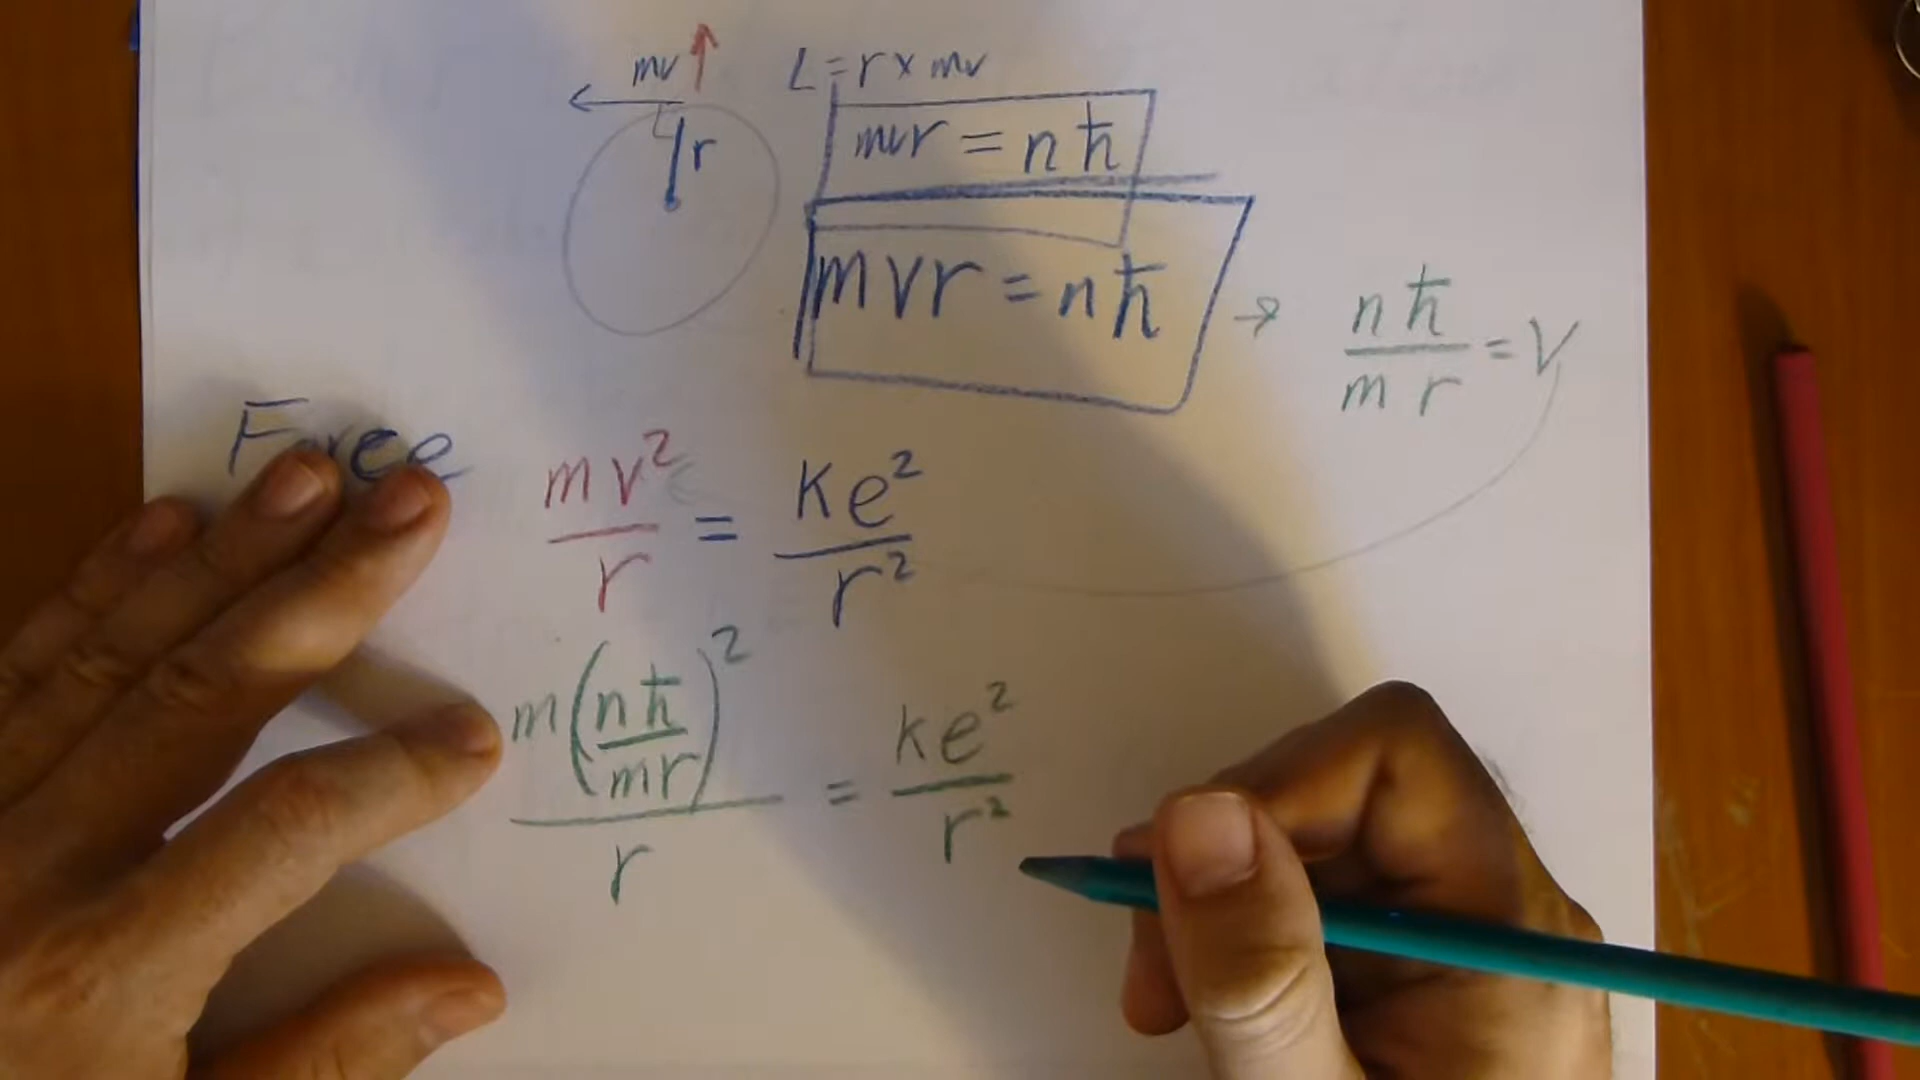 mv
L = r x mv
r
mvr = nħ
mvr = nħ → nħ/mr = v
Force
mv²/r = ke²/r²
m(nħ/mr)²/r = ke²/r²